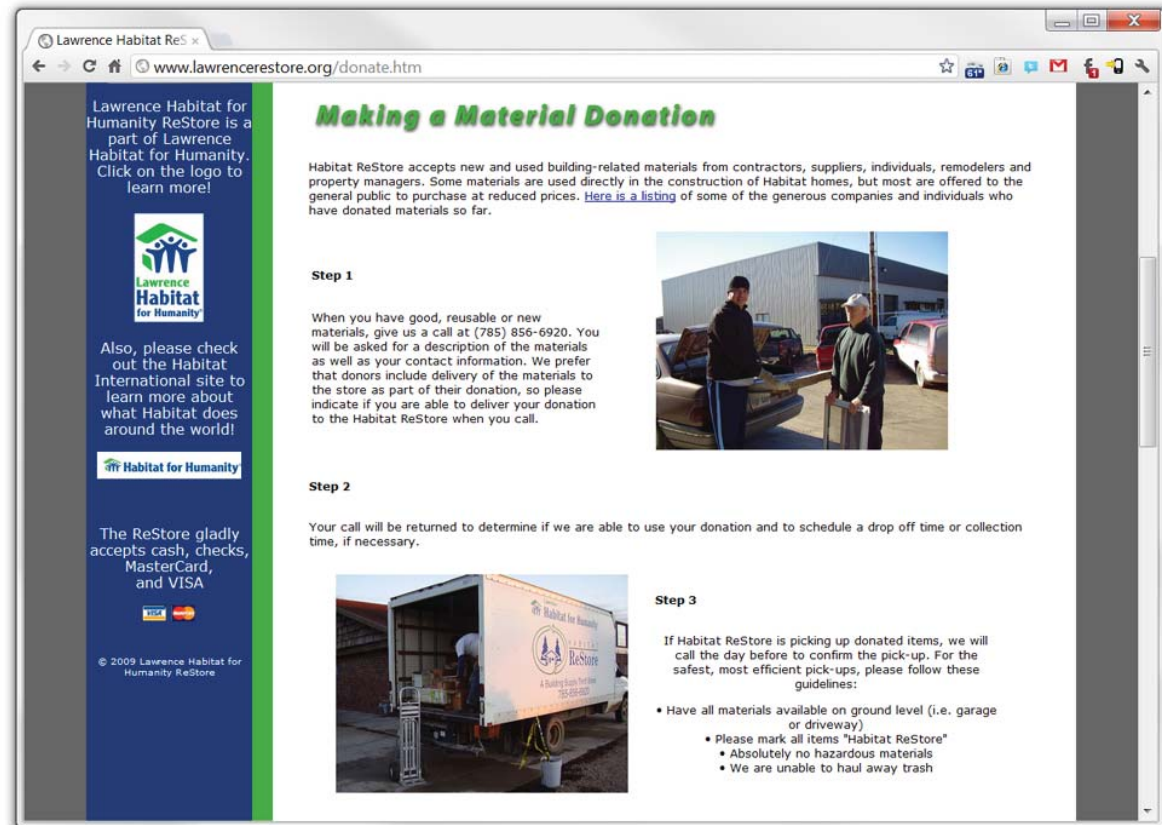 Lawrence Habitat ReS
www.lawrencerestore.org/donate.htm
61°
1
Lawrence Habitat for
Humanity ReStore is a
part of Lawrence
Habitat for Humanity.
Click on the logo to
learn more!
Lawrence
Habitat
for Humanity®
Also, please check
out the Habitat
International site to
learn more about
what Habitat does
around the world!
Habitat for Humanity®
The ReStore gladly
accepts cash, checks,
MasterCard,
and VISA
VISA
© 2009 Lawrence Habitat for
Humanity ReStore
Making a Material Donation
Habitat ReStore accepts new and used building-related materials from contractors, suppliers, individuals, remodelers and
property managers. Some materials are used directly in the construction of Habitat homes, but most are offered to the
general public to purchase at reduced prices. Here is a listing of some of the generous companies and individuals who
have donated materials so far.
Step 1
When you have good, reusable or new
materials, give us a call at (785) 856-6920. You
will be asked for a description of the materials
as well as your contact information. We prefer
that donors include delivery of the materials to
the store as part of their donation, so please
indicate if you are able to deliver your donation
to the Habitat ReStore when you call.
Step 2
Your call will be returned to determine if we are able to use your donation and to schedule a drop off time or collection
time, if necessary.
Habitat for Humanity
HABITAT
ReStore
A Building Supply Thrift Store
785-856-6920
Step 3
If Habitat ReStore is picking up donated items, we will
call the day before to confirm the pick-up. For the
safest, most efficient pick-ups, please follow these
guidelines:
• Have all materials available on ground level (i.e. garage
or driveway)
• Please mark all items "Habitat ReStore"
• Absolutely no hazardous materials
• We are unable to haul away trash